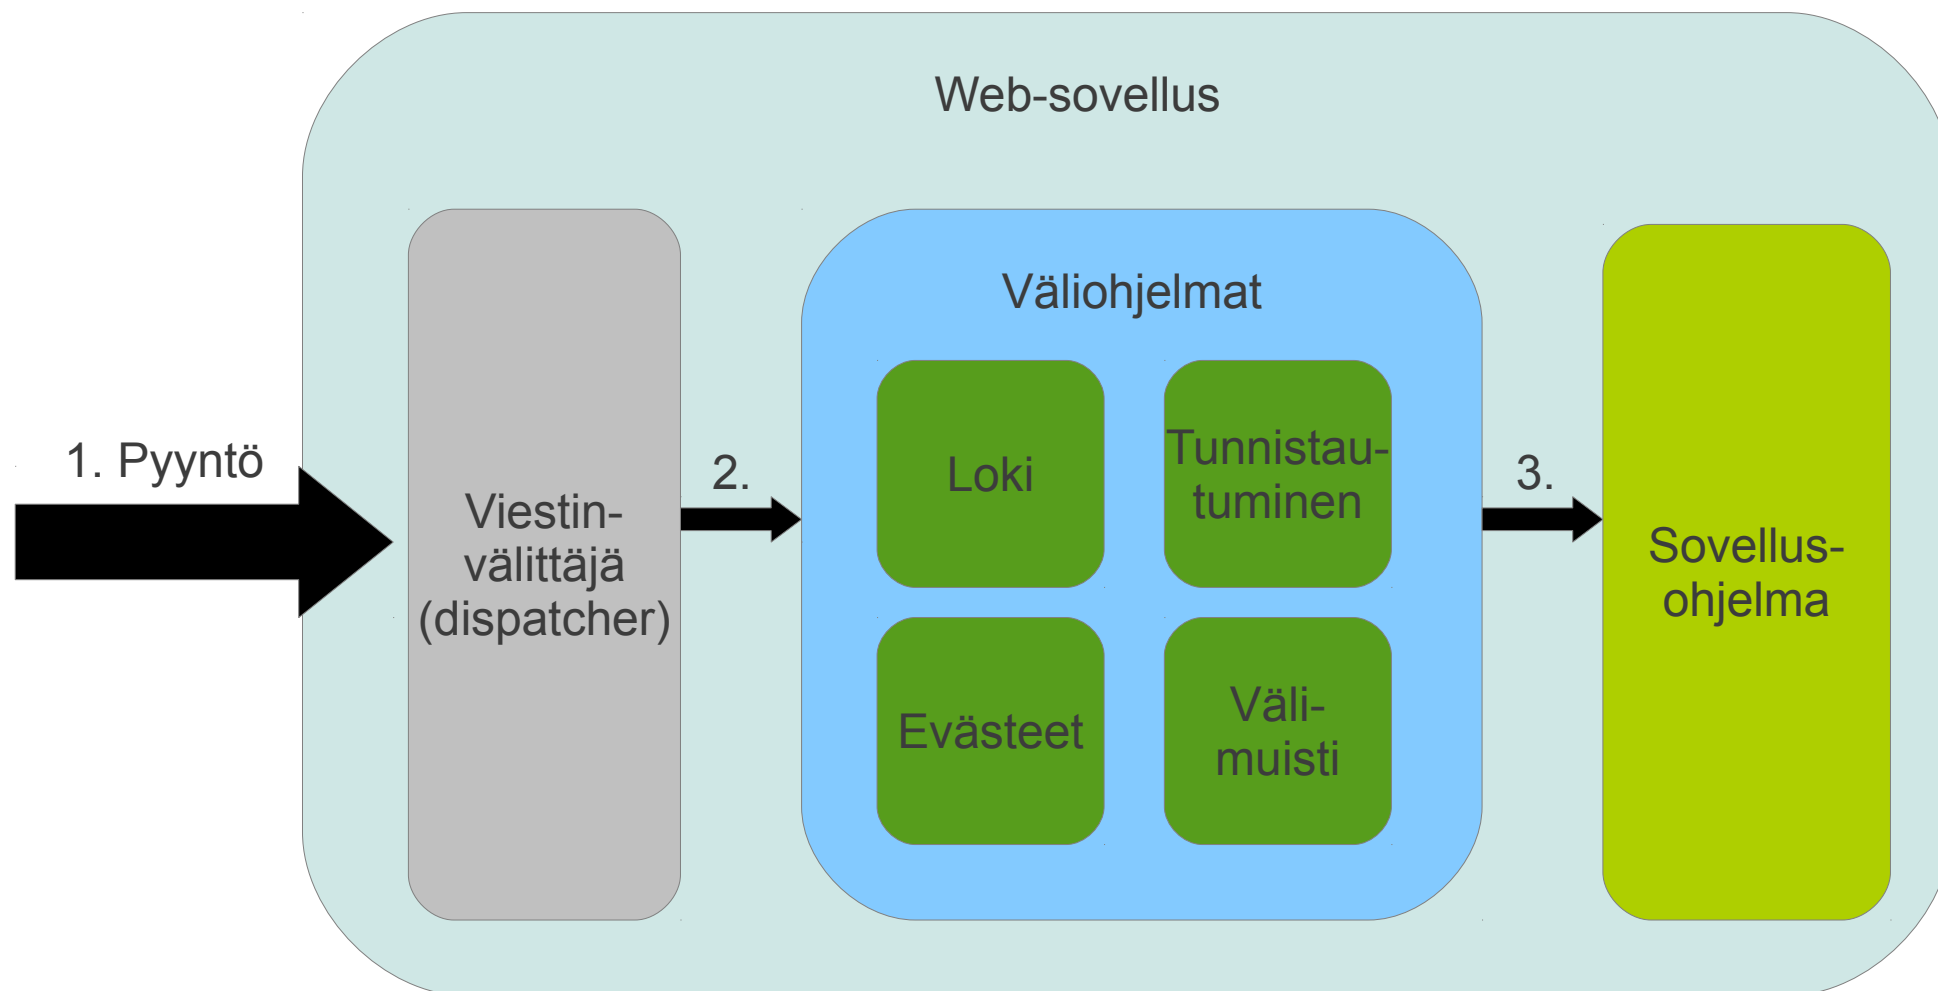 Web-sovellus
1. Pyyntö
Viestin-
välittäjä
(dispatcher)
2.
Väliohjelmat
Loki
Tunnistau-
tuminen
Evästeet
Väli-
muisti
3.
Sovellus-
ohjelma